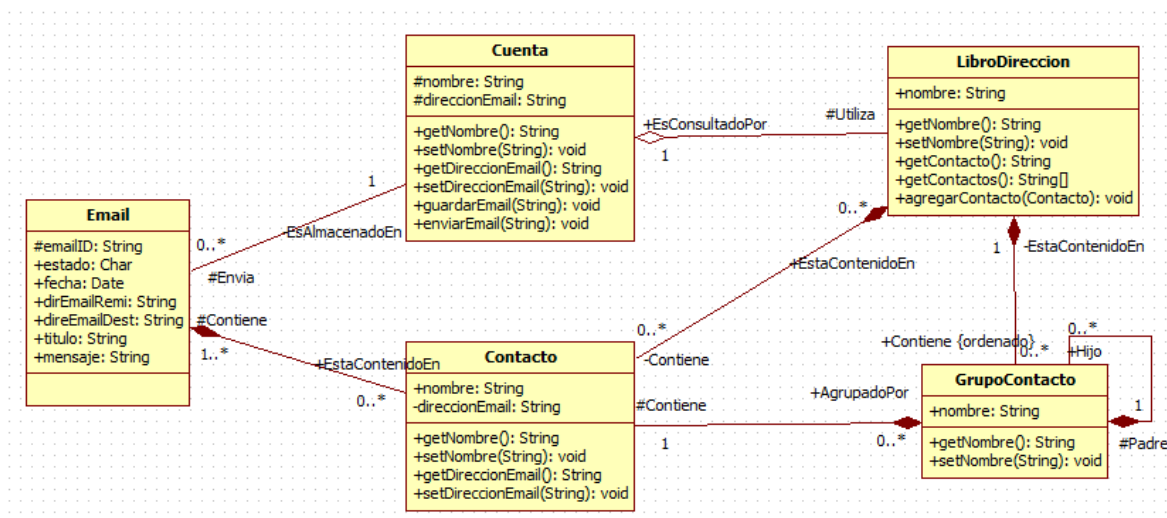 Cuenta
#nombre: String
#direccionEmail: String
+getNombre(): String
+setNombre(String): void
+getDireccionEmail(): String
+setDireccionEmail(String): void
+guardarEmail(String): void
+enviarEmail(String): void
+EsConsultadoPor
1
#Utiliza
LibroDireccion
+nombre: String
+getNombre(): String
+setNombre(String): void
+getContacto(): String
+getContactos(): String[]
+agregarContacto(Contacto): void
1
-EsAlmacenadoEn
0..*
#Envia
Email
#emailID: String
+estado: Char
+fecha: Date
+dirEmailRemi: String
+direEmailDest: String
+titulo: String
+mensaje: String
#Contiene
1..*
+EstaContenidoEn
0..*
0..*
+EstaContenidoEn
0..*
-Contiene
1
-EstaContenidoEn
+Contiene {ordenado}
0..*
Contacto
+nombre: String
-direccionEmail: String
+getNombre(): String
+setNombre(String): void
+getDireccionEmail(): String
+setDireccionEmail(String): void
#Contiene
1
+AgrupadoPor
0..*
0..*
+Hijo
GrupoContacto
+nombre: String
+getNombre(): String
+setNombre(String): void
1
#Padre